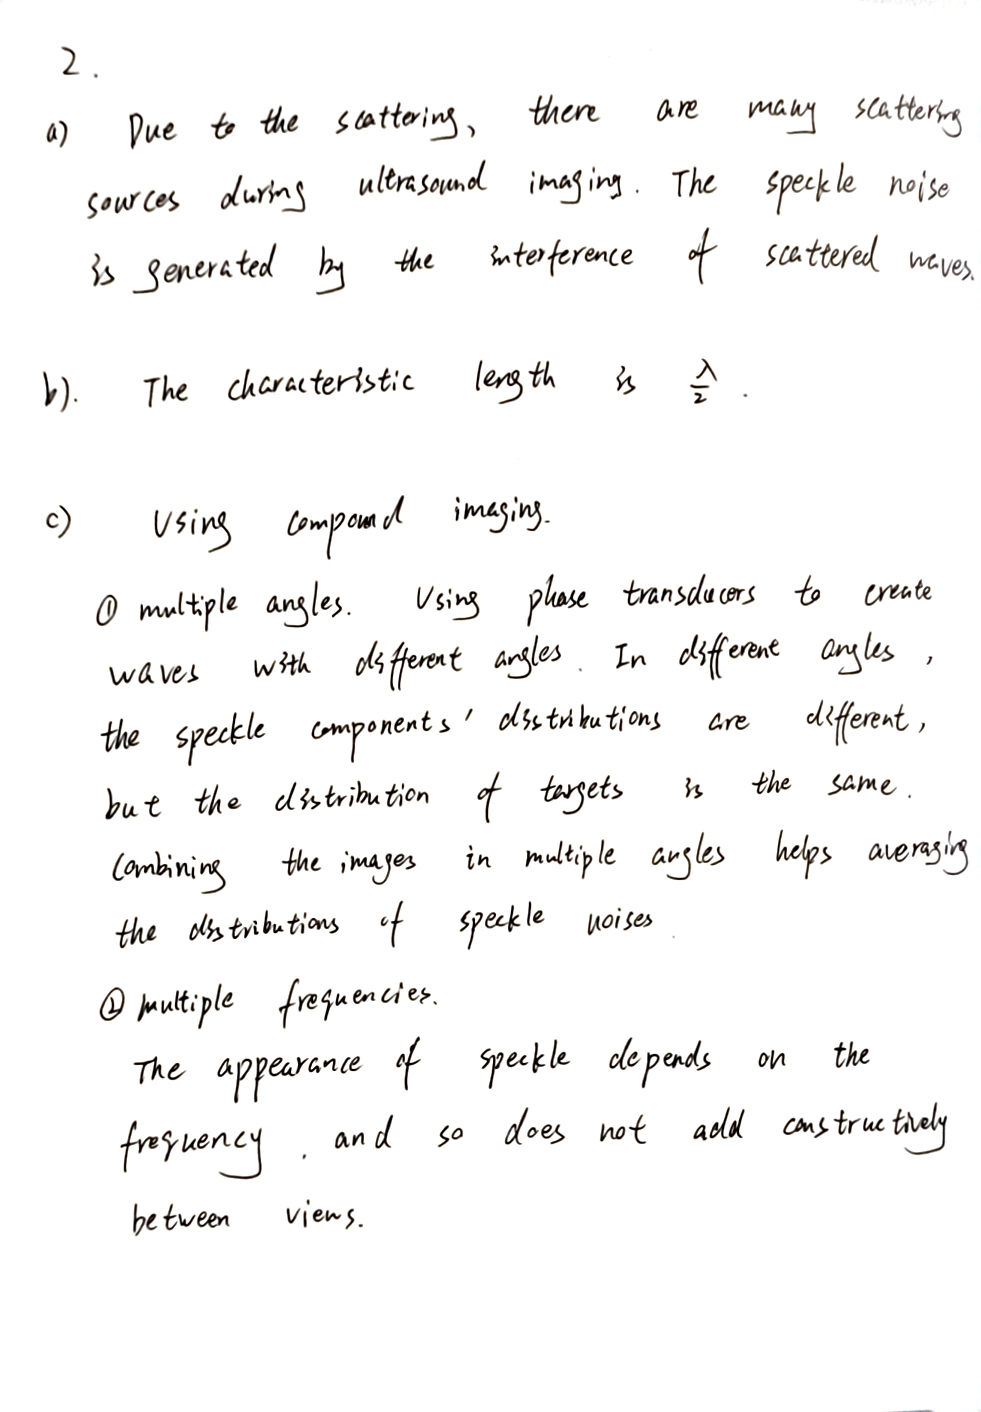 2.
a) Due to the scattering, there are many scattering
sources during ultrasound imaging. The speckle noise
is generated by the interference of scattered waves.
b). The characteristic length is λ/2.
c) Using compound imaging.
① multiple angles. Using phase transducers to create
waves with different angles. In different angles,
the speckle components' distributions are different,
but the distribution of targets is the same.
Combining the images in multiple angles helps averaging
the distributions of speckle noises.
② multiple frequencies.
The appearance of speckle depends on the
frequency, and so does not add constructively
between views.